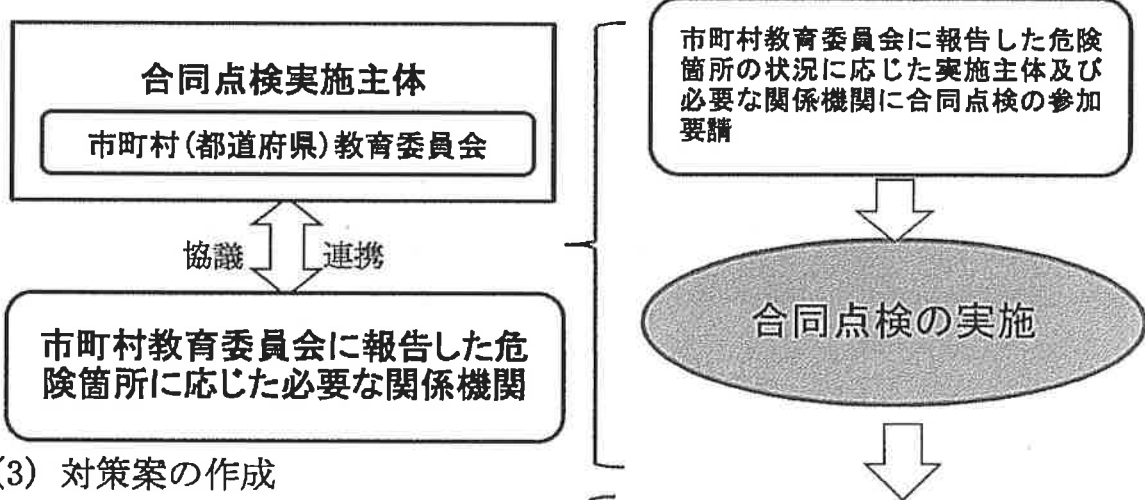 合同点検実施主体
市町村(都道府県)教育委員会
協議
連携
市町村教育委員会に報告した危
険箇所に応じた必要な関係機関
市町村教育委員会に報告した危険
箇所の状況に応じた実施主体及び
必要な関係機関に合同点検の参加
要請
合同点検の実施
(3) 対策案の作成